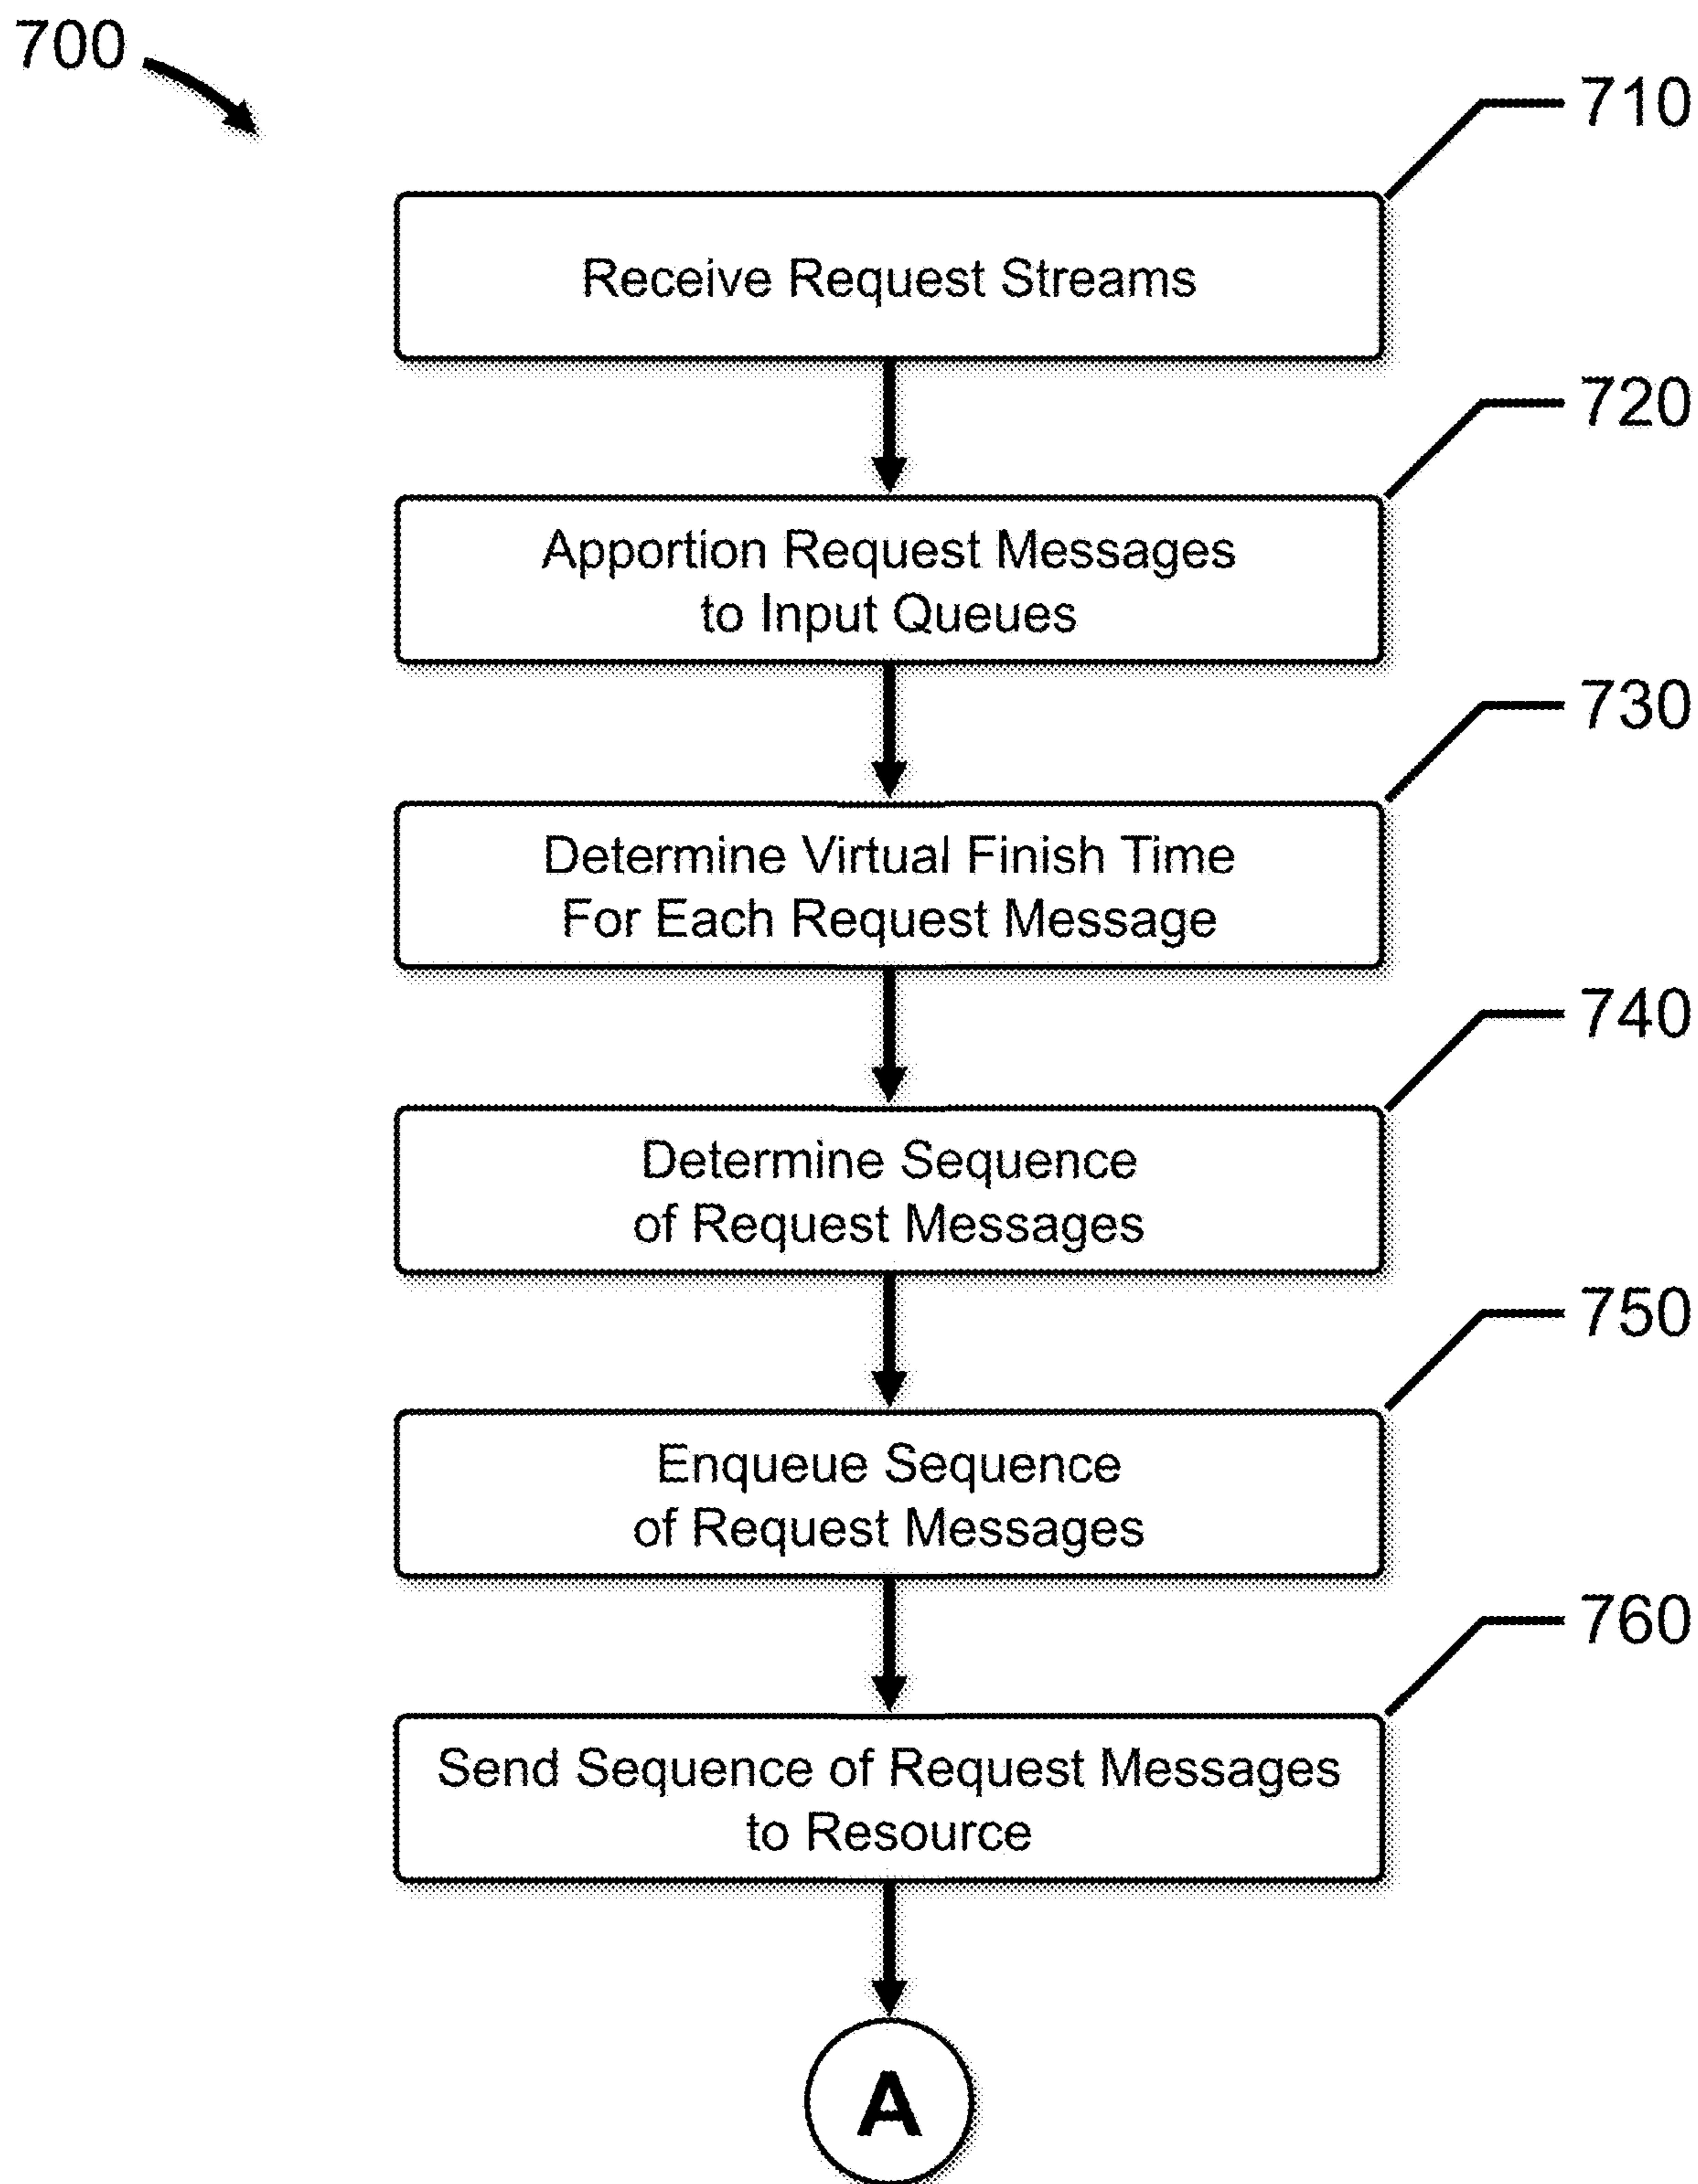 700
710
Receive Request Streams
720
Apportion Request Messages
to Input Queues
730
Determine Virtual Finish Time
For Each Request Message
740
Determine Sequence
of Request Messages
750
Enqueue Sequence
of Request Messages
760
Send Sequence of Request Messages
to Resource
A